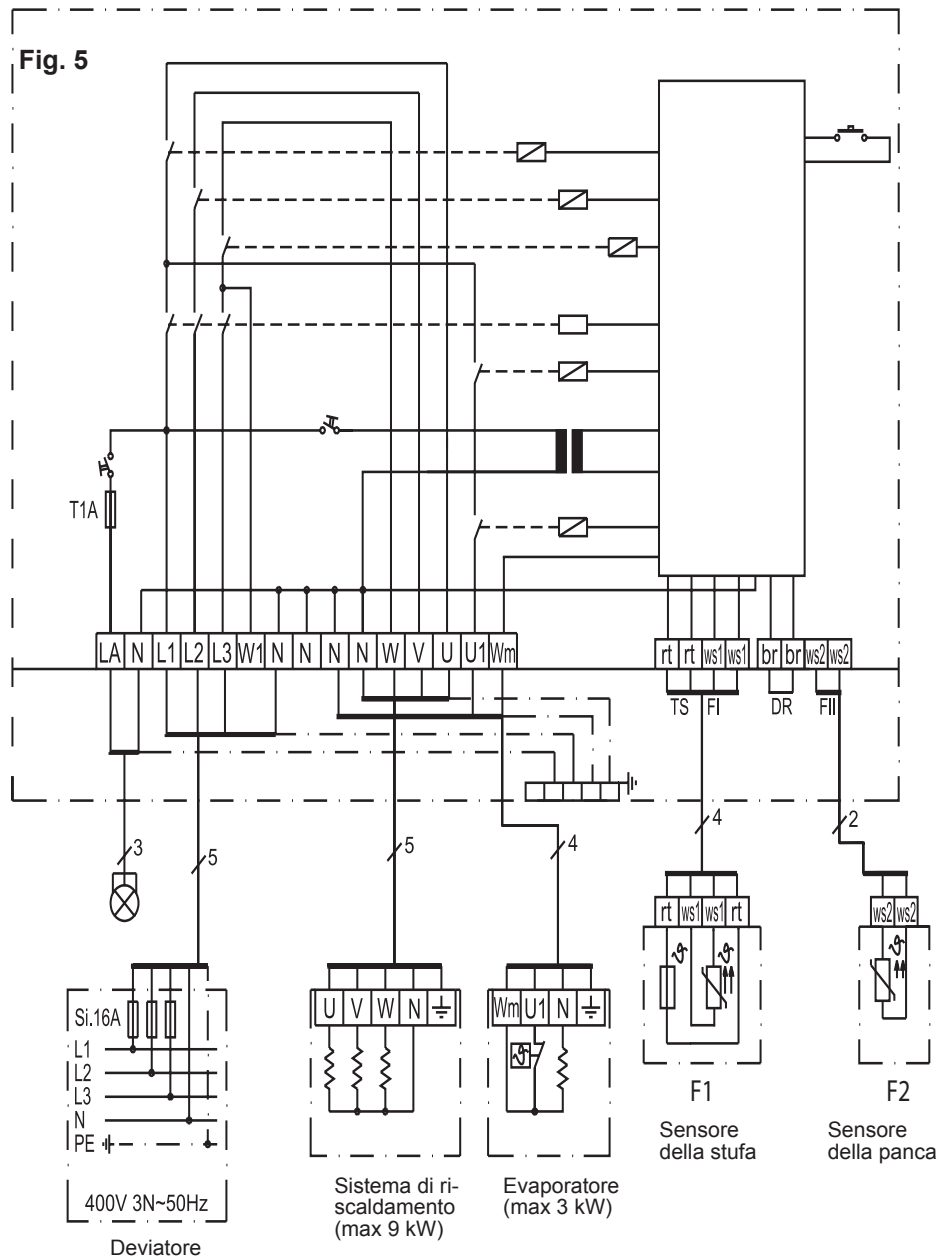 Fig. 5
T1A
LA N L1 L2 L3 W1 N N N N W V U U1 Wm
rt rt ws1 ws1 br br ws2 ws2
TS FI DR FII
3
5
5
4
4
2
rt ws1 ws1 rt
ws2 ws2
Si.16A
L1
L2
L3
N
PE
400V 3N~50Hz
Deviatore
U V W N
Sistema di ri-
scaldamento
(max 9 kW)
Wm U1 N
ϑ
Evaporatore
(max 3 kW)
ϑ
ϑ
F1
Sensore
della stufa
ϑ
F2
Sensore
della panca